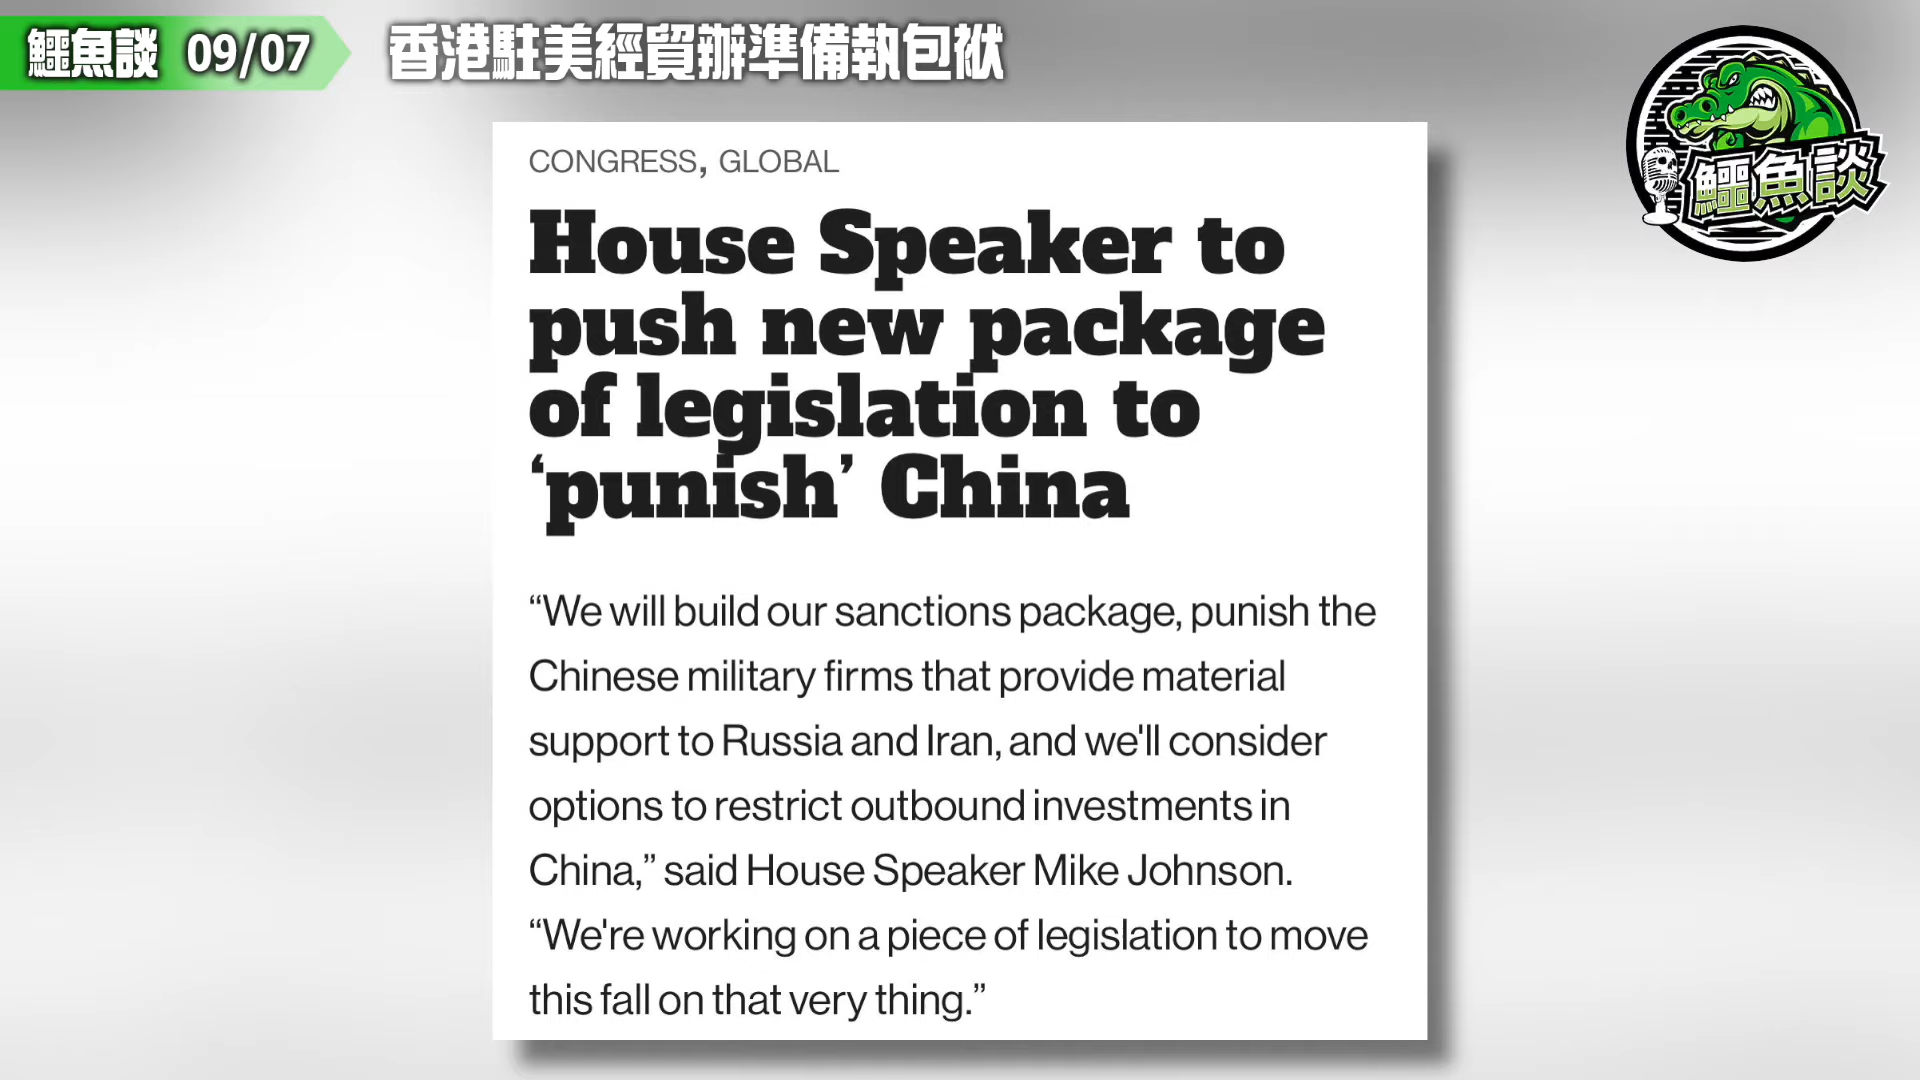 鱷魚談 09/07 香港駐美經貿辦準備執包袱
鱷魚談
CONGRESS, GLOBAL
House Speaker to
push new package
of legislation to
‘punish’ China
“We will build our sanctions package, punish the
Chinese military firms that provide material
support to Russia and Iran, and we'll consider
options to restrict outbound investments in
China,” said House Speaker Mike Johnson.
“We're working on a piece of legislation to move
this fall on that very thing.”